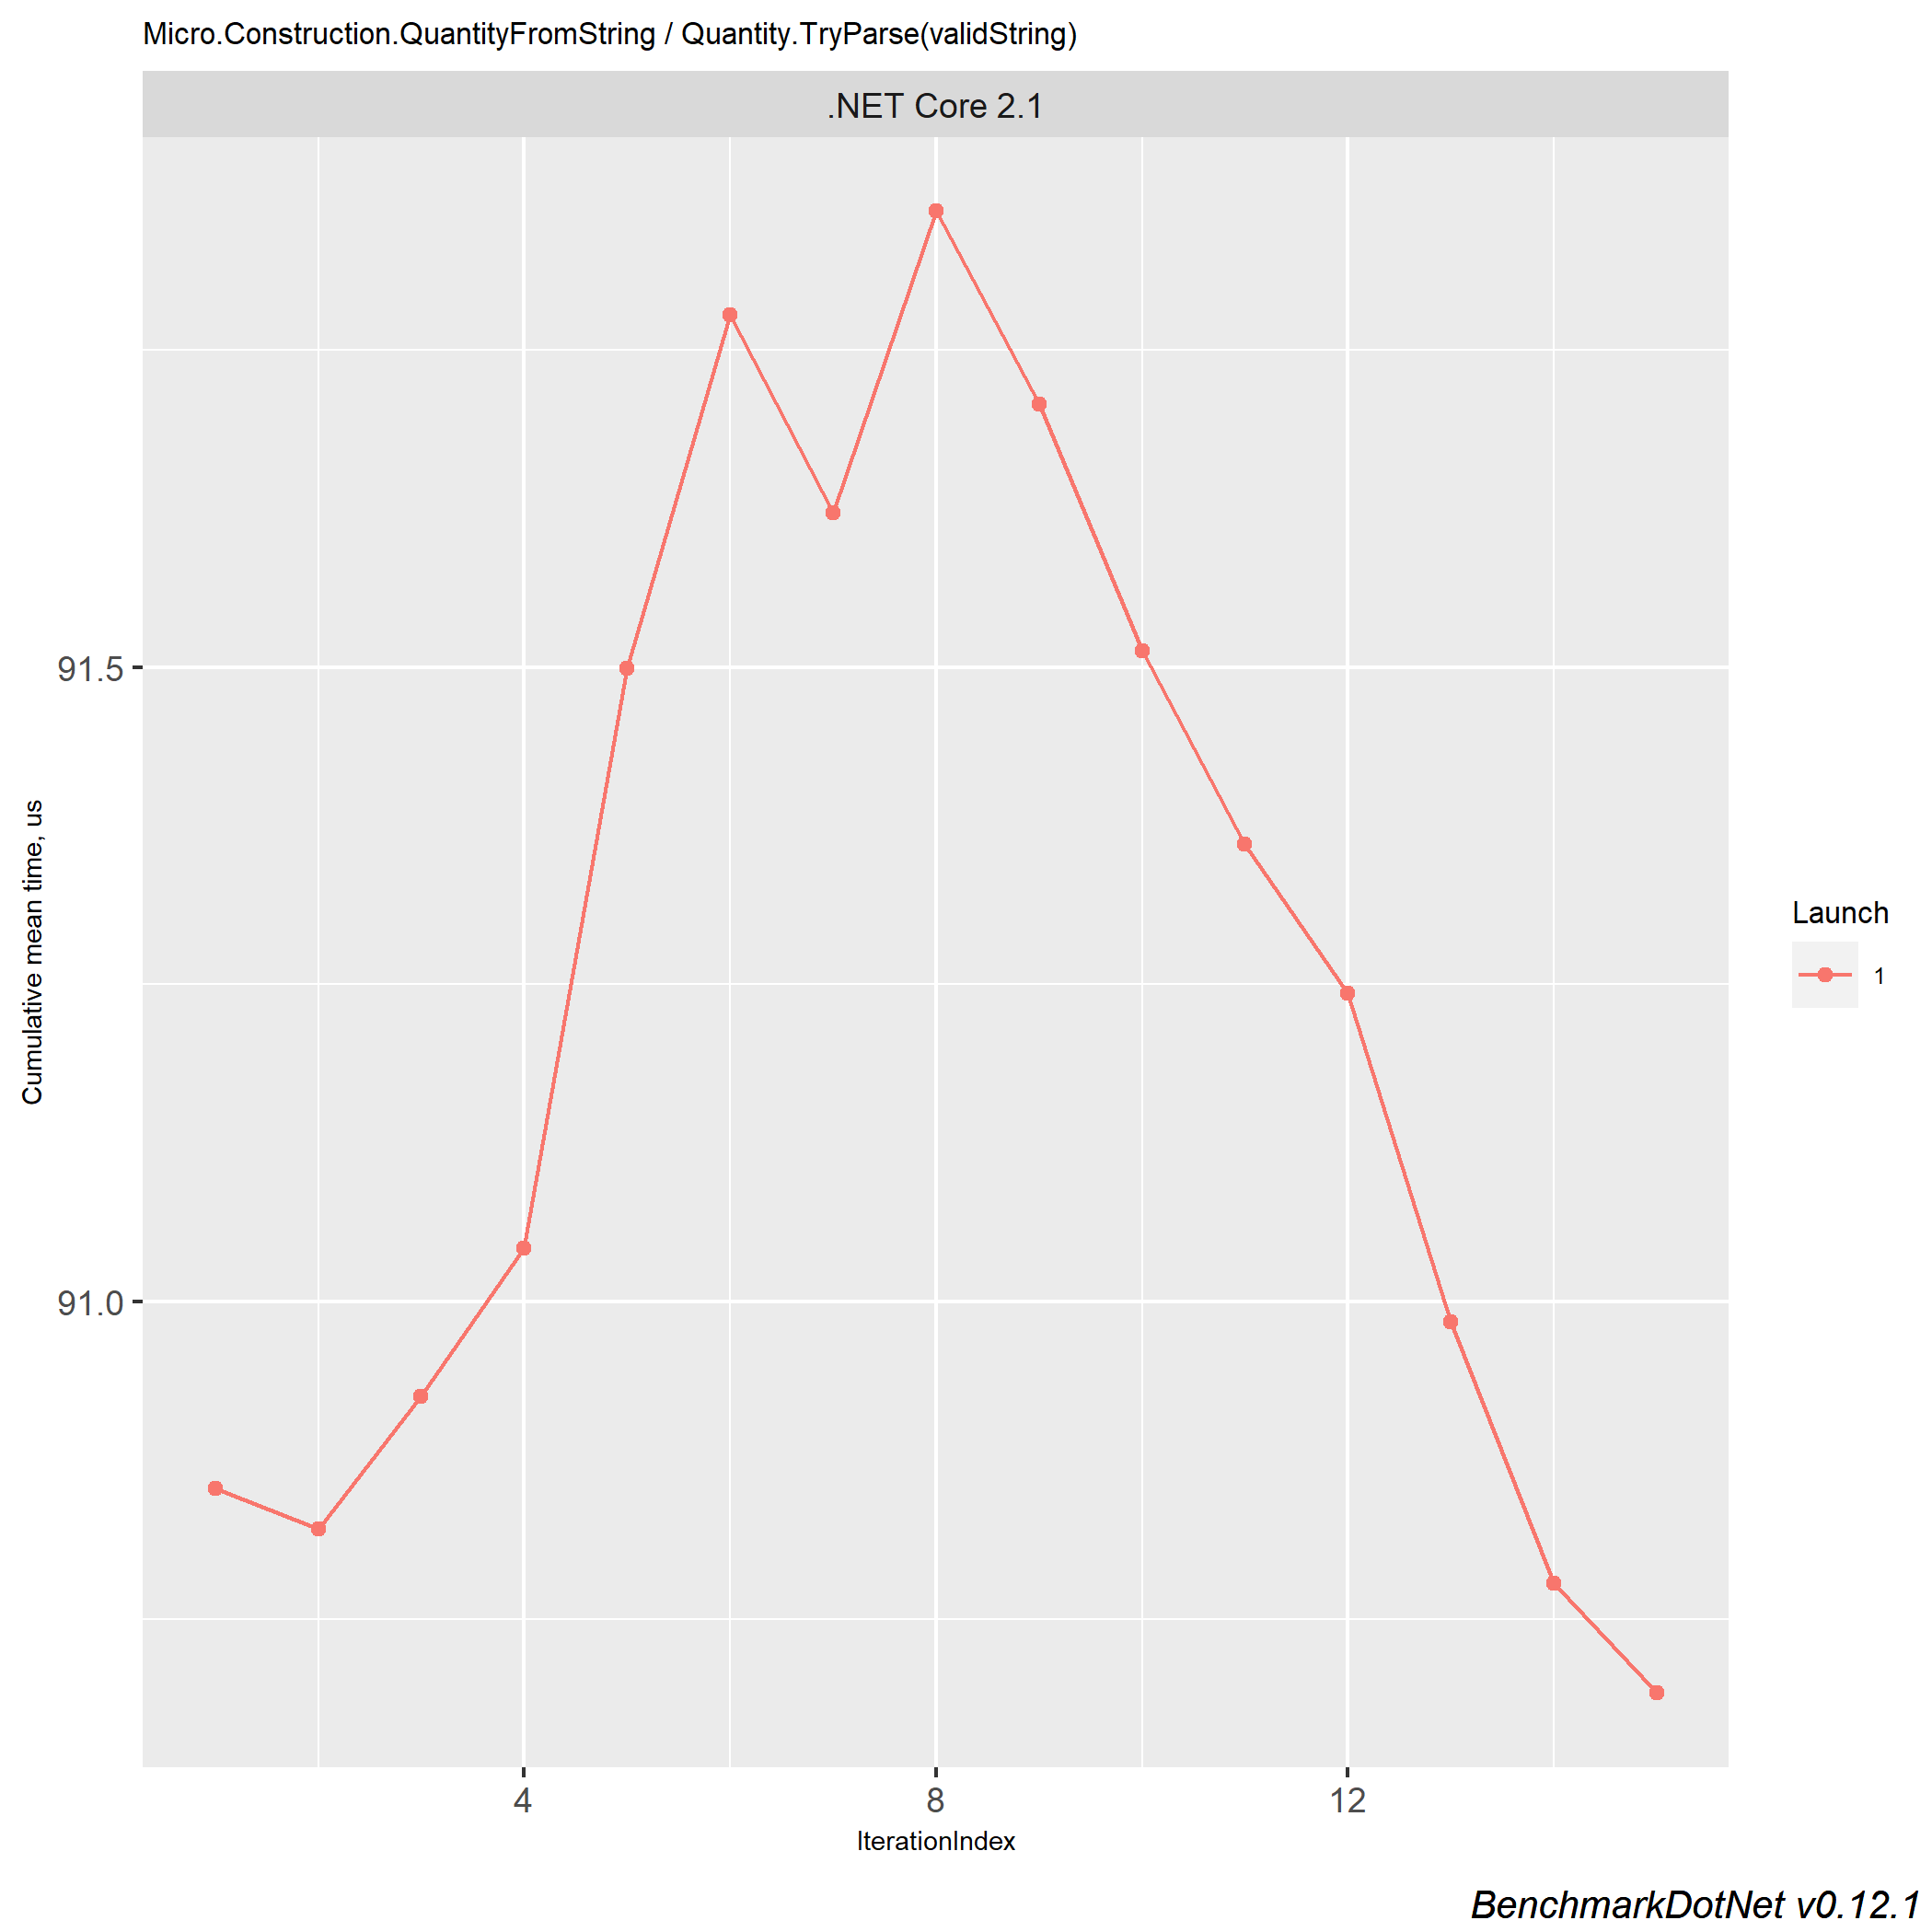 Micro.Construction.QuantityFromString / Quantity.TryParse(validString)
.NET Core 2.1
91.5
91.0
Cumulative mean time, us
4
8
12
IterationIndex
Launch
1
BenchmarkDotNet v0.12.1